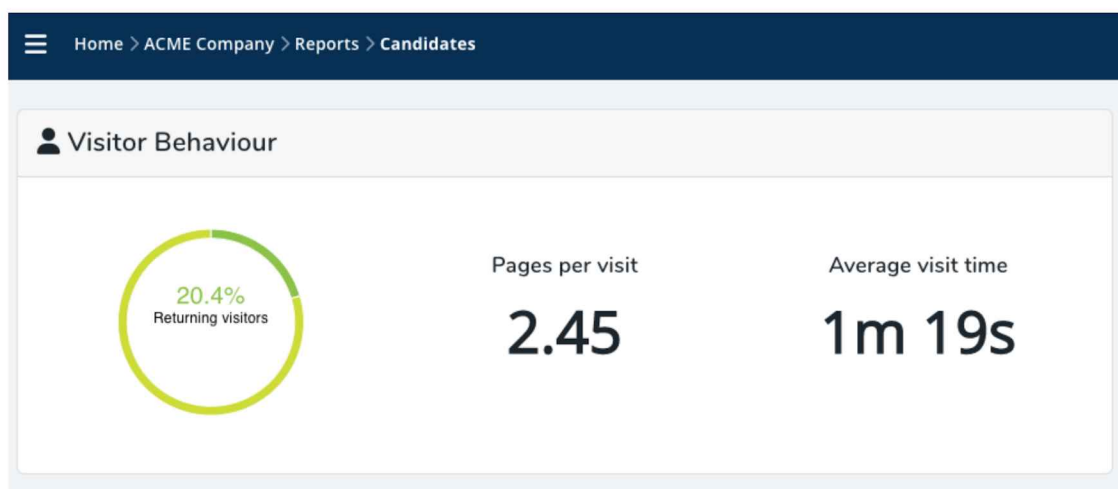 Home > ACME Company > Reports > Candidates
Visitor Behaviour
20.4%
Returning visitors
Pages per visit
2.45
Average visit time
1m 19s